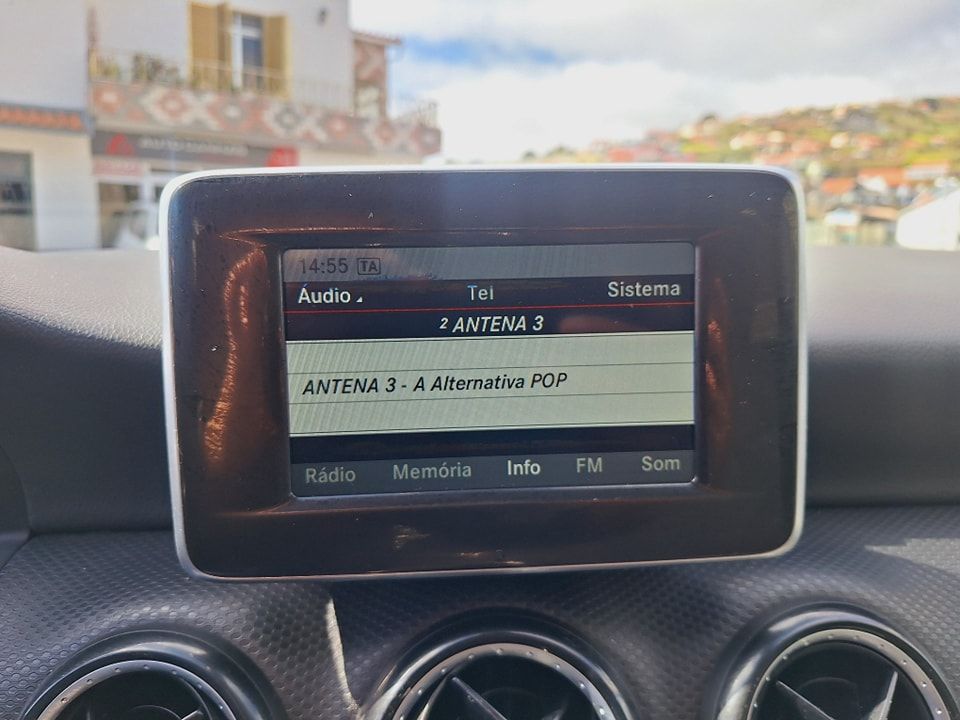 14:55 TA
Áudio Tel Sistema
2 ANTENA 3
ANTENA 3 - A Alternativa POP
Rádio Memória Info FM Som